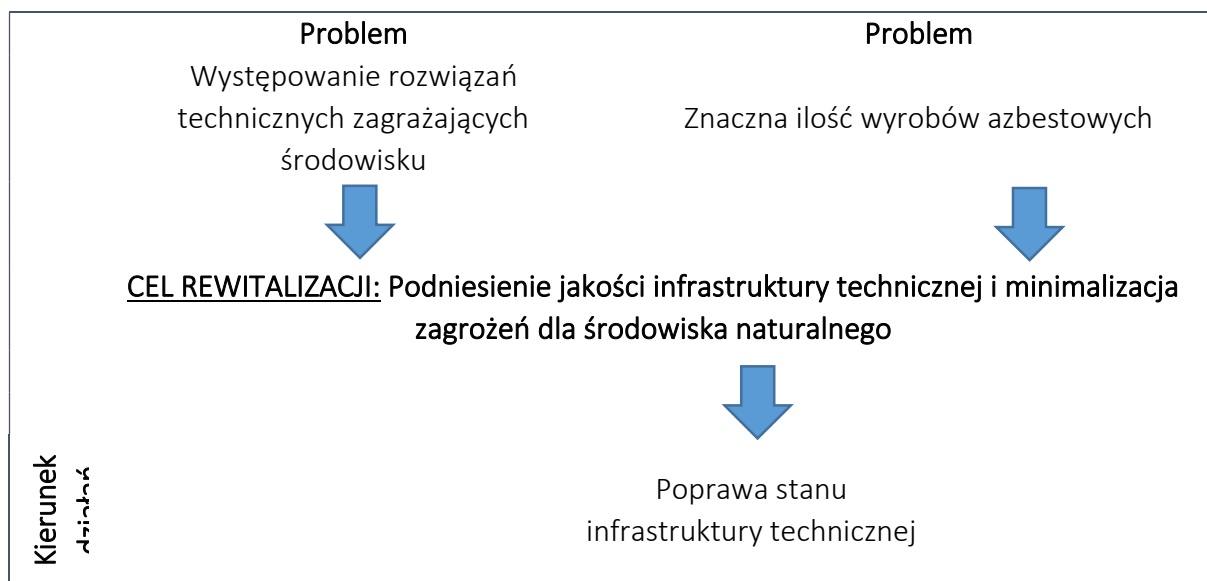 Problem
Występowanie rozwiązań
technicznych zagrażających
środowisku
Problem
Znaczna ilość wyrobów azbestowych
CEL REWITALIZACJI: Podniesienie jakości infrastruktury technicznej i minimalizacja
zagrożeń dla środowiska naturalnego
Kierunek
działań
Poprawa stanu
infrastruktury technicznej